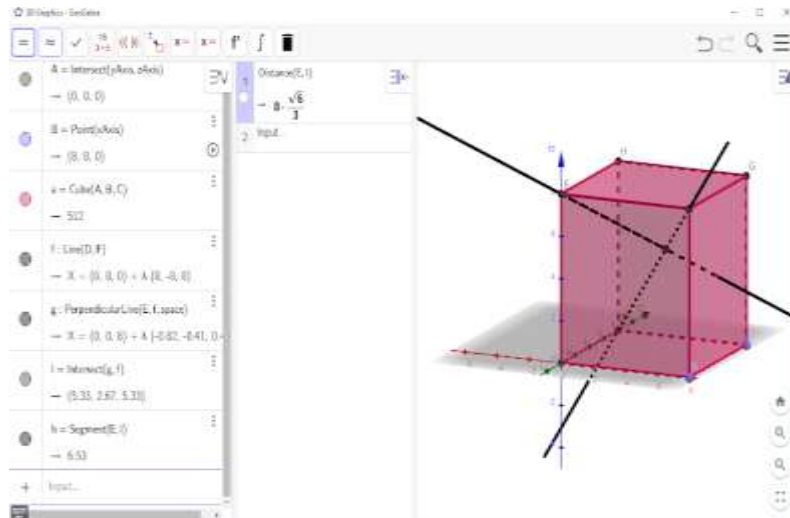 3D Graphics - GeoGebra
A = Intersect(yAxis, zAxis)
→ (0, 0, 0)
B = Point(xAxis)
→ (8, 0, 0)
a = Cube(A, B, C)
→ 512
f : Line(D, F)
→ X = (0, 8, 0) + λ (8, -8, 8)
g : PerpendicularLine(E, f, space)
→ X = (0, 0, 8) + λ (-0.82, -0.41, 0.
I = Intersect(g, f)
→ (5.33, 2.67, 5.33)
h = Segment(E, I)
→ 6.53
+ Input...
1 Distance(E, I)
→ 8 · √6 / 3
2 Input...
H
G